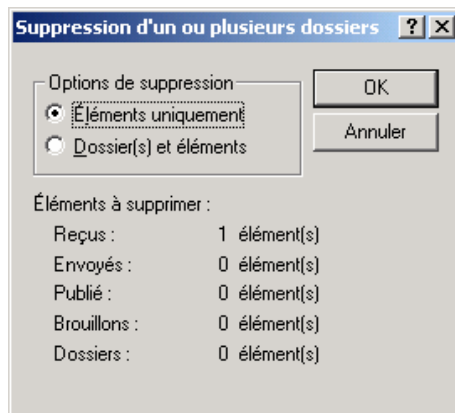 Suppression d'un ou plusieurs dossiers
Options de suppression
Éléments uniquement
Dossier(s) et éléments
OK
Annuler
Éléments à supprimer :
Reçus : 1 élément(s)
Envoyés : 0 élément(s)
Publié : 0 élément(s)
Brouillons : 0 élément(s)
Dossiers : 0 élément(s)